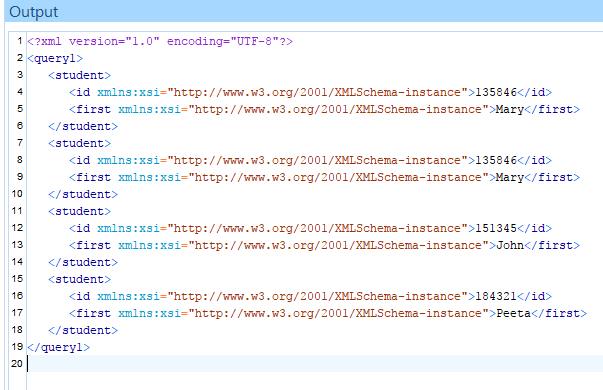 Output
1 <?xml version="1.0" encoding="UTF-8"?>
2 <query1>
3 <student>
4 <id xmlns:xsi="http://www.w3.org/2001/XMLSchema-instance">135846</id>
5 <first xmlns:xsi="http://www.w3.org/2001/XMLSchema-instance">Mary</first>
6 </student>
7 <student>
8 <id xmlns:xsi="http://www.w3.org/2001/XMLSchema-instance">135846</id>
9 <first xmlns:xsi="http://www.w3.org/2001/XMLSchema-instance">Mary</first>
10 </student>
11 <student>
12 <id xmlns:xsi="http://www.w3.org/2001/XMLSchema-instance">151345</id>
13 <first xmlns:xsi="http://www.w3.org/2001/XMLSchema-instance">John</first>
14 </student>
15 <student>
16 <id xmlns:xsi="http://www.w3.org/2001/XMLSchema-instance">184321</id>
17 <first xmlns:xsi="http://www.w3.org/2001/XMLSchema-instance">Peeta</first>
18 </student>
19 </query1>
20